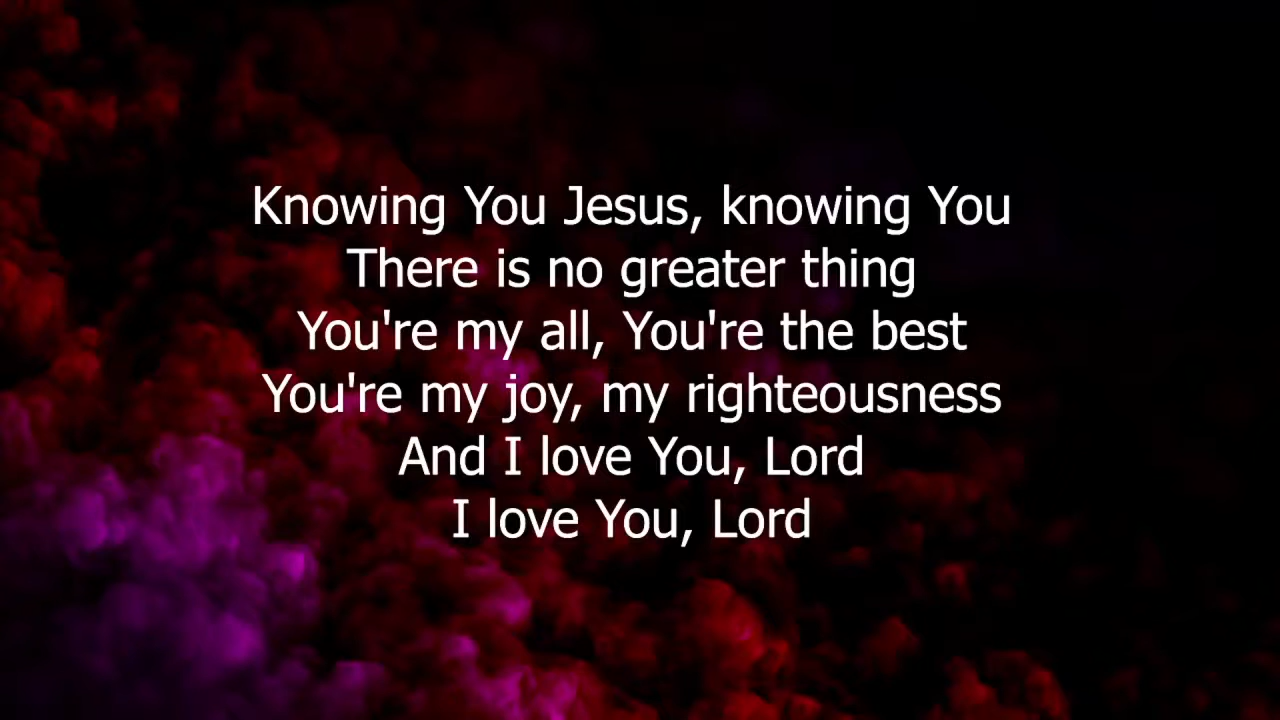 Knowing You Jesus, knowing You
There is no greater thing
You're my all, You're the best
You're my joy, my righteousness
And I love You, Lord
I love You, Lord